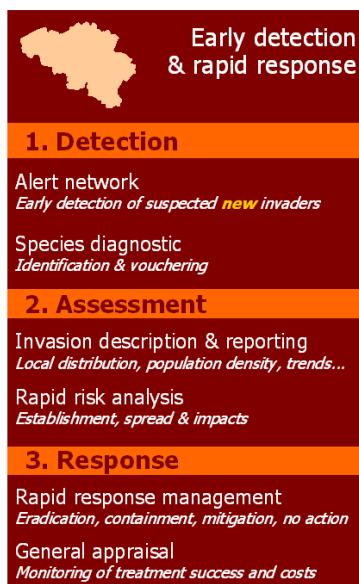 Early detection
& rapid response
1. Detection
Alert network
Early detection of suspected new invaders
Species diagnostic
Identification & vouchering
2. Assessment
Invasion description & reporting
Local distribution, population density, trends...
Rapid risk analysis
Establishment, spread & impacts
3. Response
Rapid response management
Eradication, containment, mitigation, no action
General appraisal
Monitoring of treatment success and costs